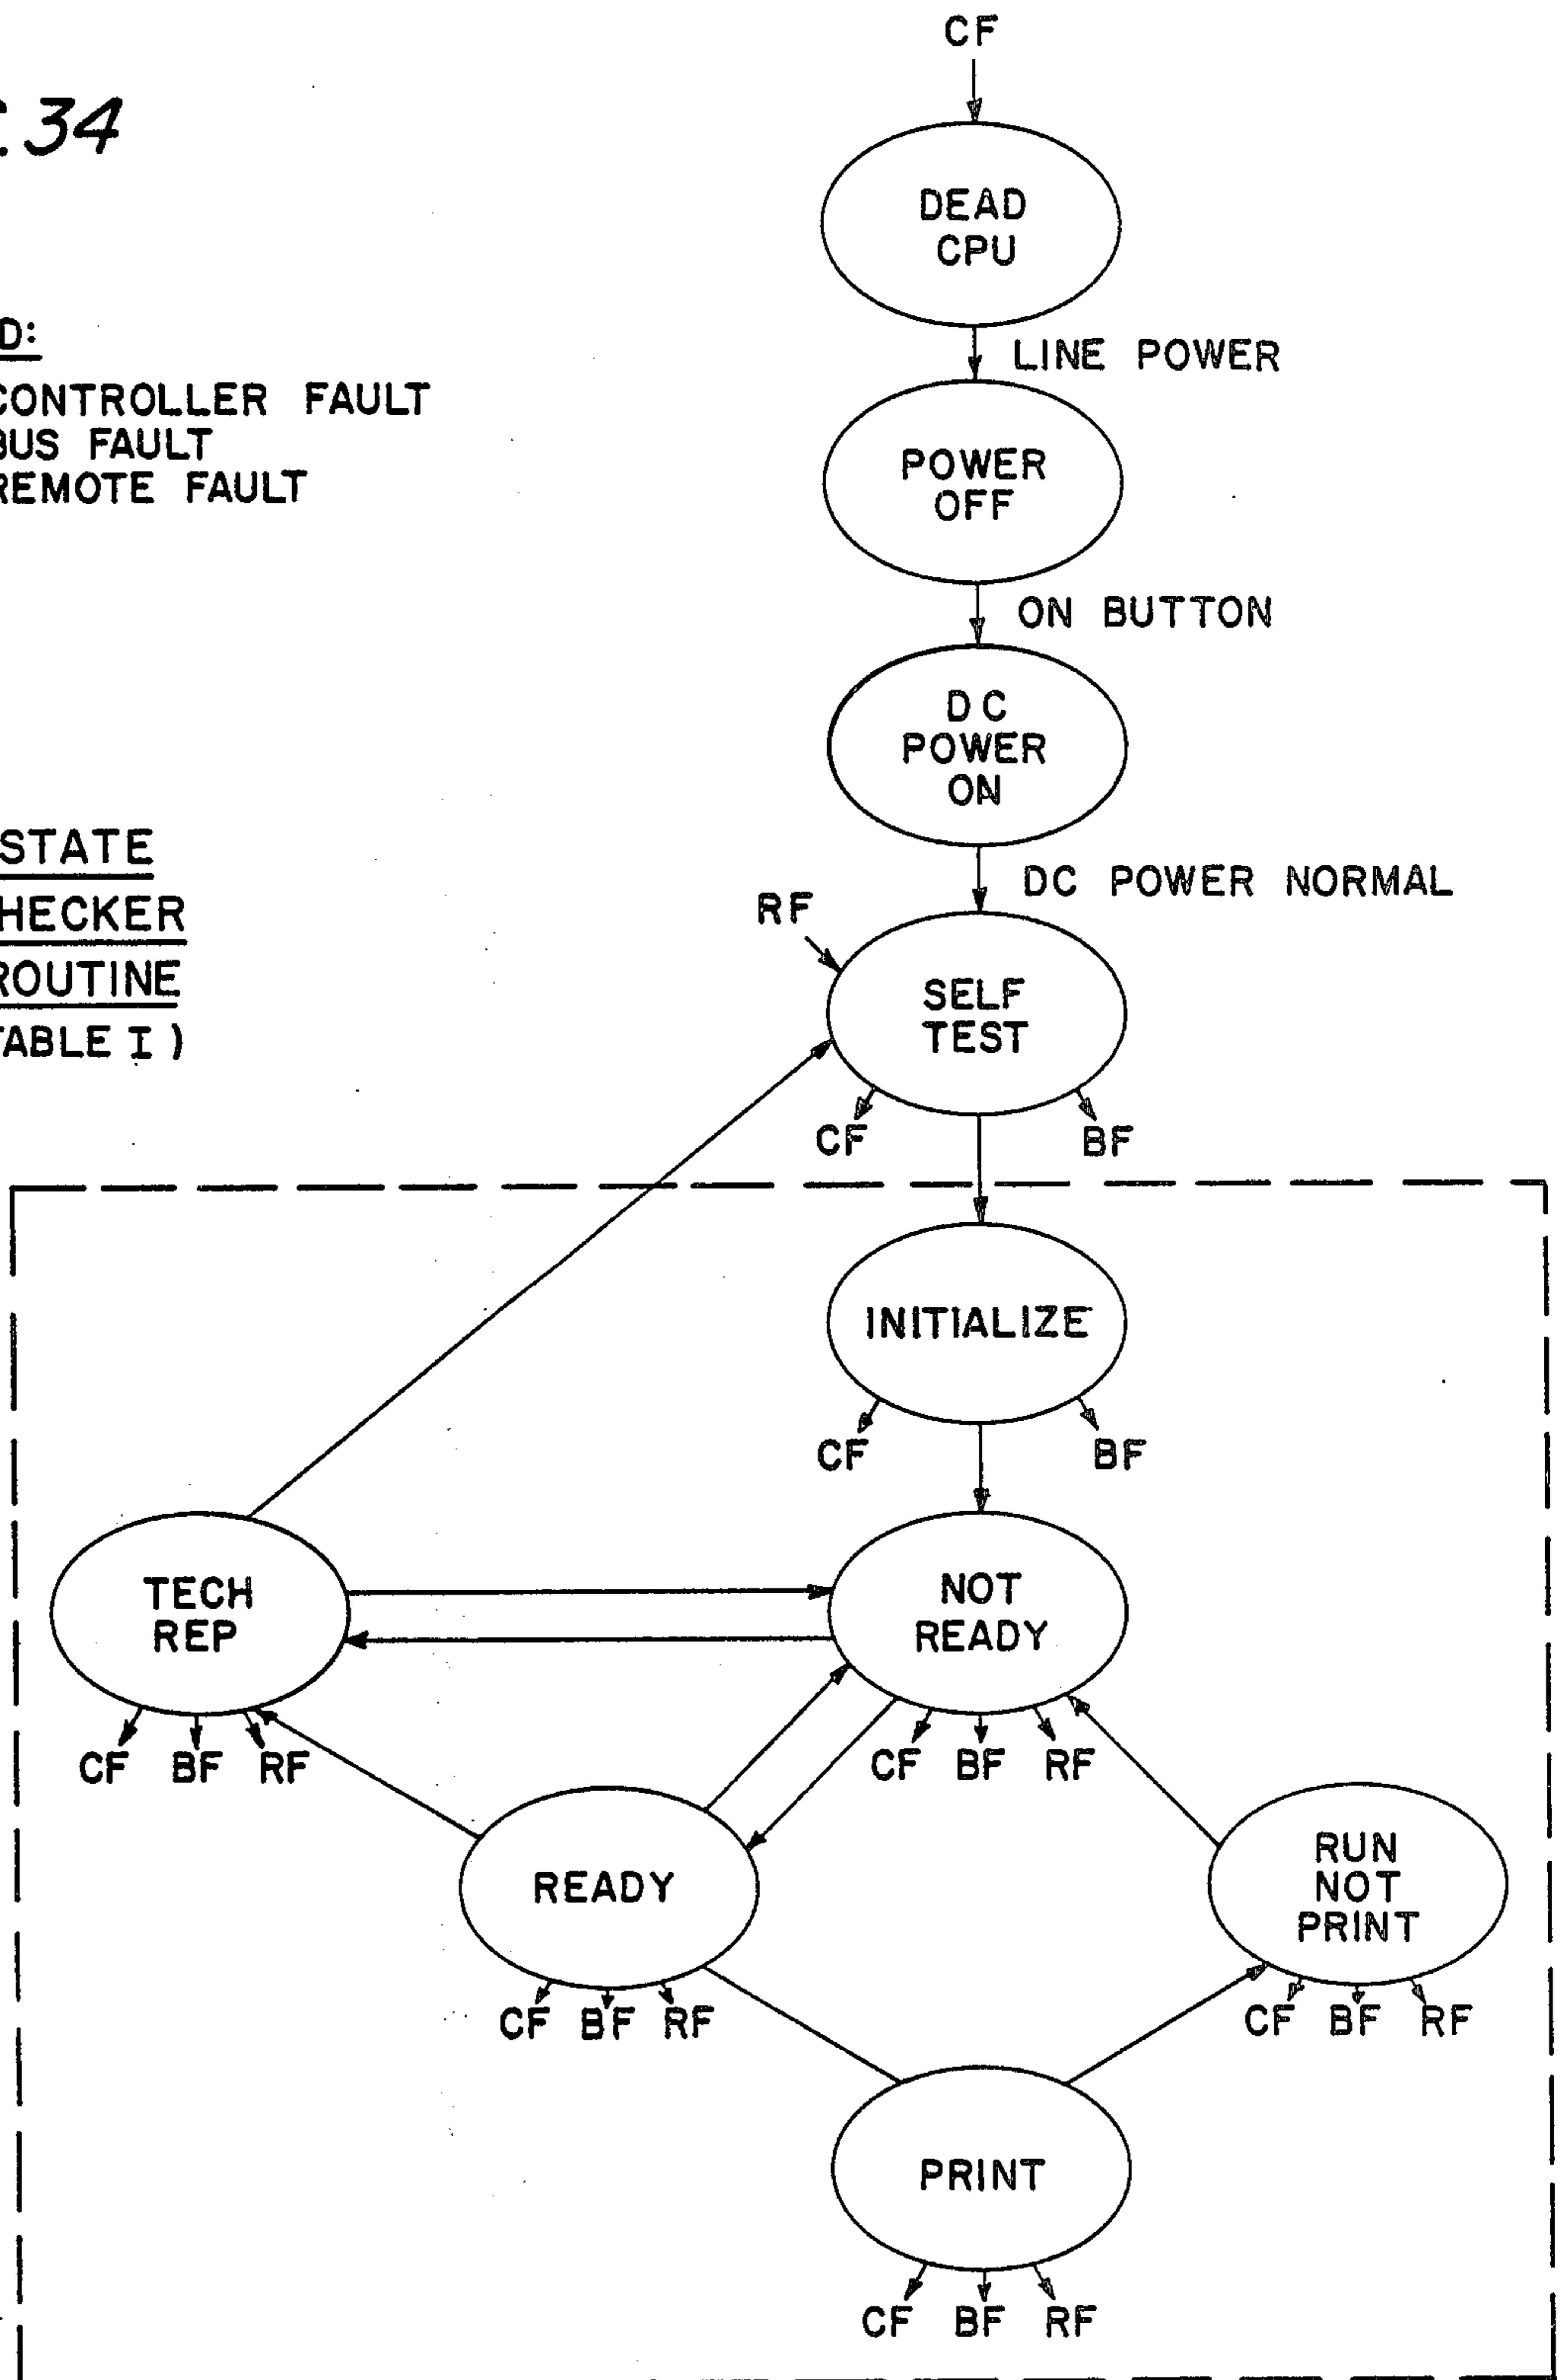 CF
34
DEAD
CPU
D:
CONTROLLER FAULT
BUS FAULT
REMOTE FAULT
LINE POWER
POWER
OFF
ON BUTTON
DC
POWER
ON
STATE
HECKER
ROUTINE
TABLE I )
DC POWER NORMAL
RF
SELF
TEST
CF BF
INITIALIZE
CF BF
TECH
REP
NOT
READY
CF BF RF
CF BF RF
READY
RUN
NOT
PRINT
CF BF RF
CF BF RF
PRINT
CF BF RF